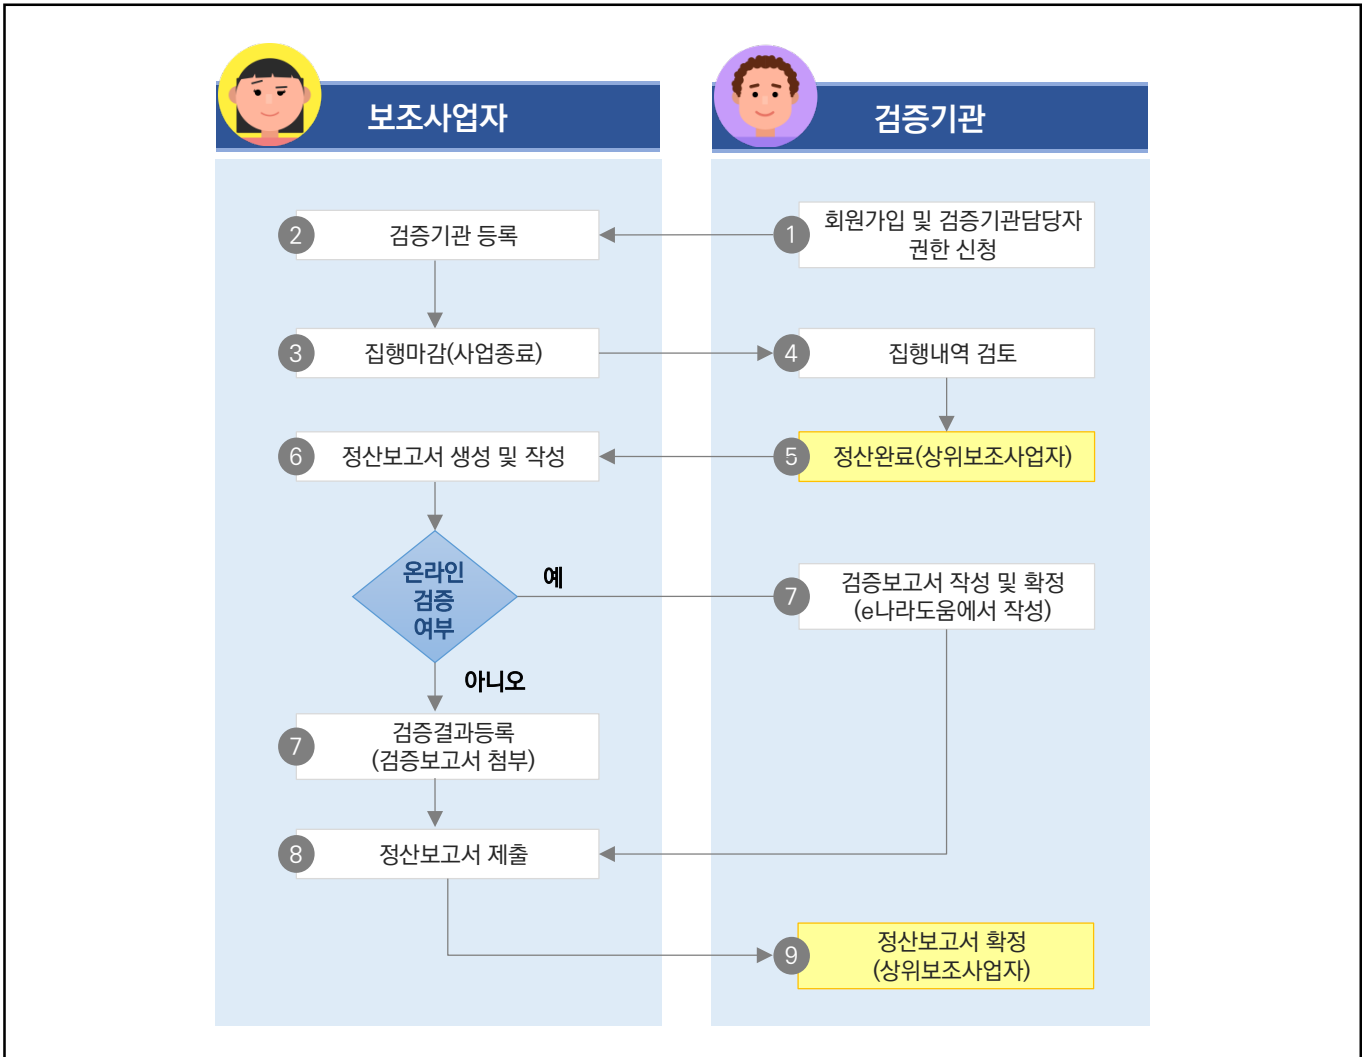 보조사업자
검증기관
2
검증기관 등록
1
회원가입 및 검증기관담당자
권한 신청
3
집행마감(사업종료)
4
집행내역 검토
6
정산보고서 생성 및 작성
5
정산완료(상위보조사업자)
온라인
검증
여부
예
7
검증보고서 작성 및 확정
(e나라도움에서 작성)
아니오
7
검증결과등록
(검증보고서 첨부)
8
정산보고서 제출
9
정산보고서 확정
(상위보조사업자)